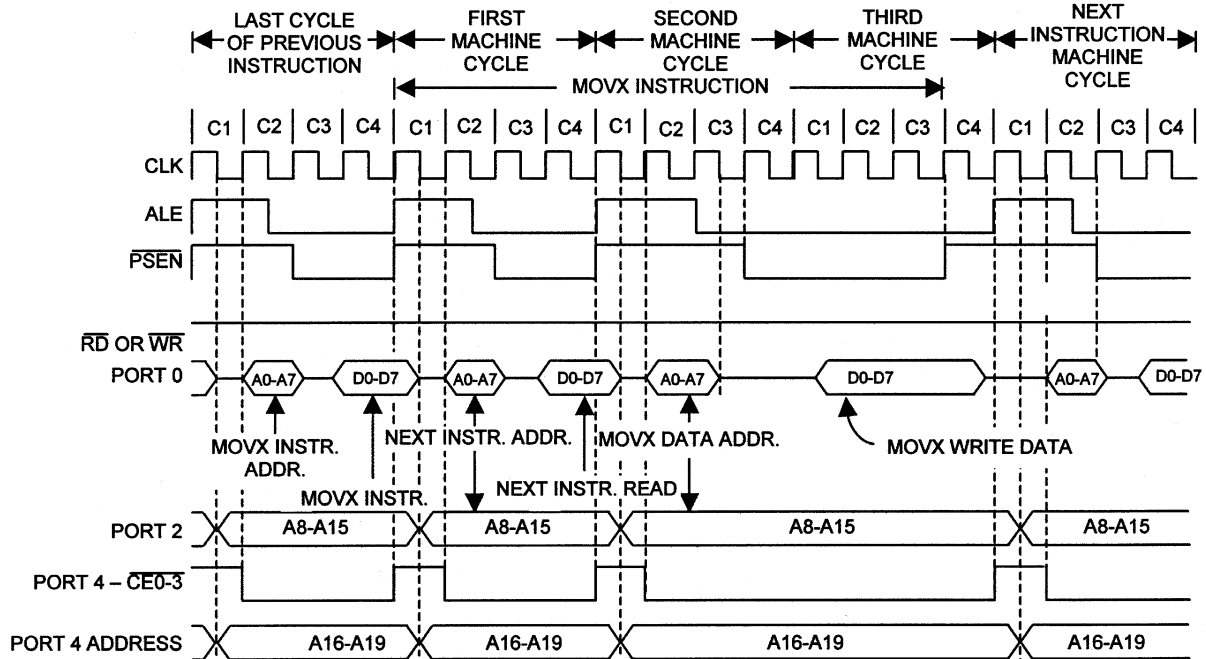 LAST CYCLE
OF PREVIOUS
INSTRUCTION
FIRST
MACHINE
CYCLE
SECOND
MACHINE
CYCLE
THIRD
MACHINE
CYCLE
NEXT
INSTRUCTION
MACHINE
CYCLE
MOVX INSTRUCTION
C1 C2 C3 C4 C1 C2 C3 C4 C1 C2 C3 C4 C1 C2 C3 C4 C1 C2 C3 C4
CLK
ALE
PSEN
RD OR WR
PORT 0
A0-A7 D0-D7 A0-A7 D0-D7 A0-A7 D0-D7 A0-A7 D0-D7
MOVX INSTR.
ADDR.
MOVX INSTR.
NEXT INSTR. ADDR.
NEXT INSTR. READ
MOVX DATA ADDR.
MOVX WRITE DATA
PORT 2 A8-A15 A8-A15 A8-A15 A8-A15
PORT 4 – CE0-3
PORT 4 ADDRESS A16-A19 A16-A19 A16-A19 A16-A19